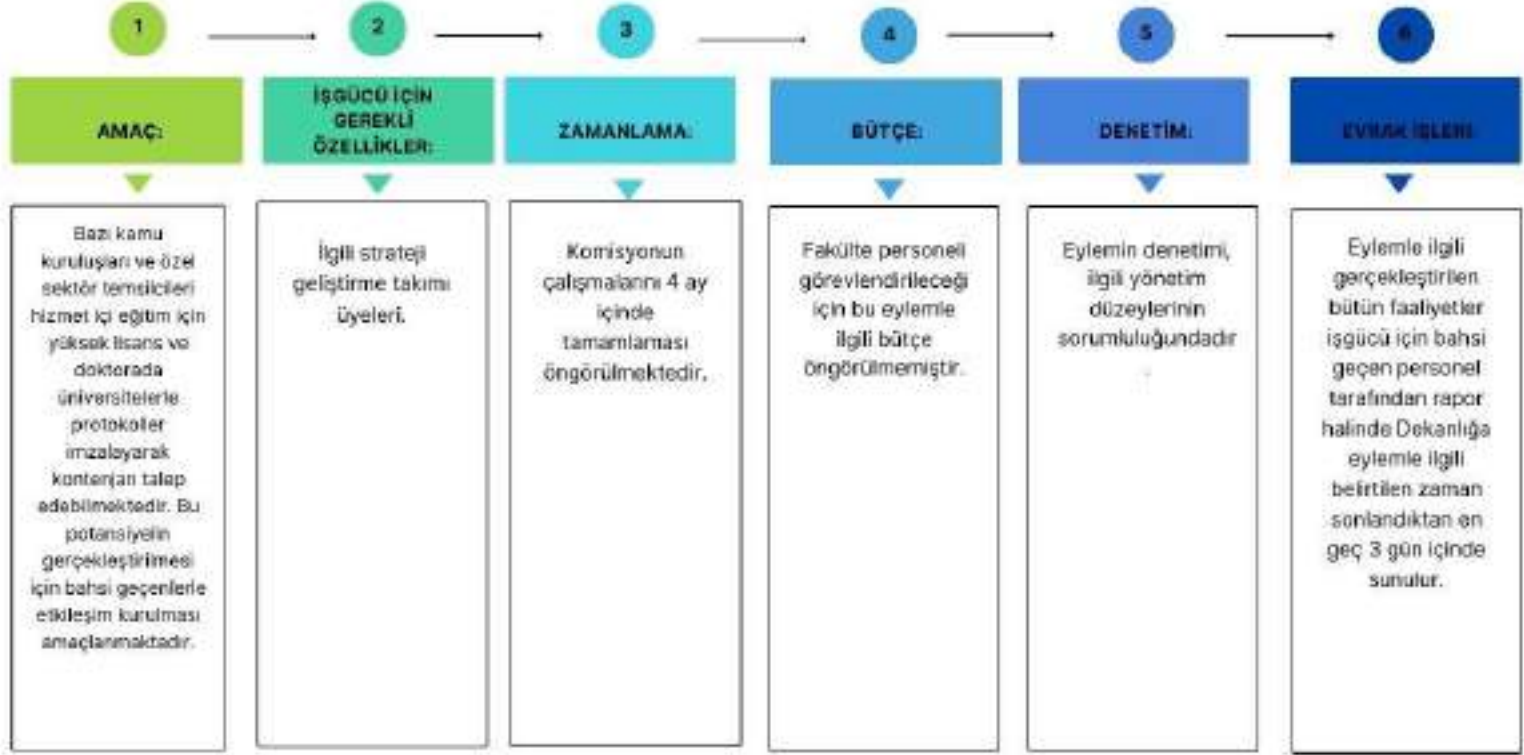 1
2
3
4
5
6
AMAÇ:
İŞGÜCÜ İÇİN
GEREKLİ
ÖZELLİKLER:
ZAMANLAMA:
BÜTÇE:
DENETİM:
EVRAK İŞLERİ:
Bazı kamu
kuruluşları ve özel
sektör temsilcileri
hizmet içi eğitim için
yüksek lisans ve
doktorada
üniversitelerle
protokoller
imzalayarak
kontenjan talep
edebilmektedir. Bu
potansiyelin
gerçekleştirilmesi
için bahsi geçenlerle
etkileşim kurulması
amaçlanmaktadır.
İlgili strateji
geliştirme takımı
üyeleri.
Komisyonun
çalışmalarını 4 ay
içinde
tamamlaması
öngörülmektedir.
Fakülte personeli
görevlendirileceği
için bu eylemle
ilgili bütçe
öngörülmemiştir.
Eylemin denetimi,
ilgili yönetim
düzeylerinin
sorumluluğundadır
.
Eylemle ilgili
gerçekleştirilen
bütün faaliyetler
işgücü için bahsi
geçen personel
tarafından rapor
halinde Dekanlığa
eylemle ilgili
belirtilen zaman
sonlandıktan en
geç 3 gün içinde
sunulur.